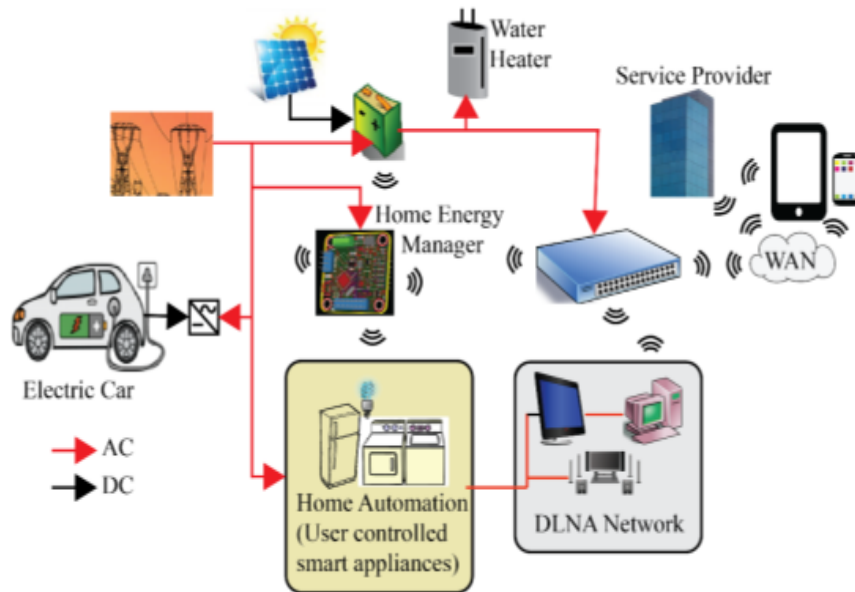 Water
Heater
Service Provider
Home Energy
Manager
WAN
Electric Car
AC
DC
Home Automation
(User controlled
smart appliances)
DLNA Network